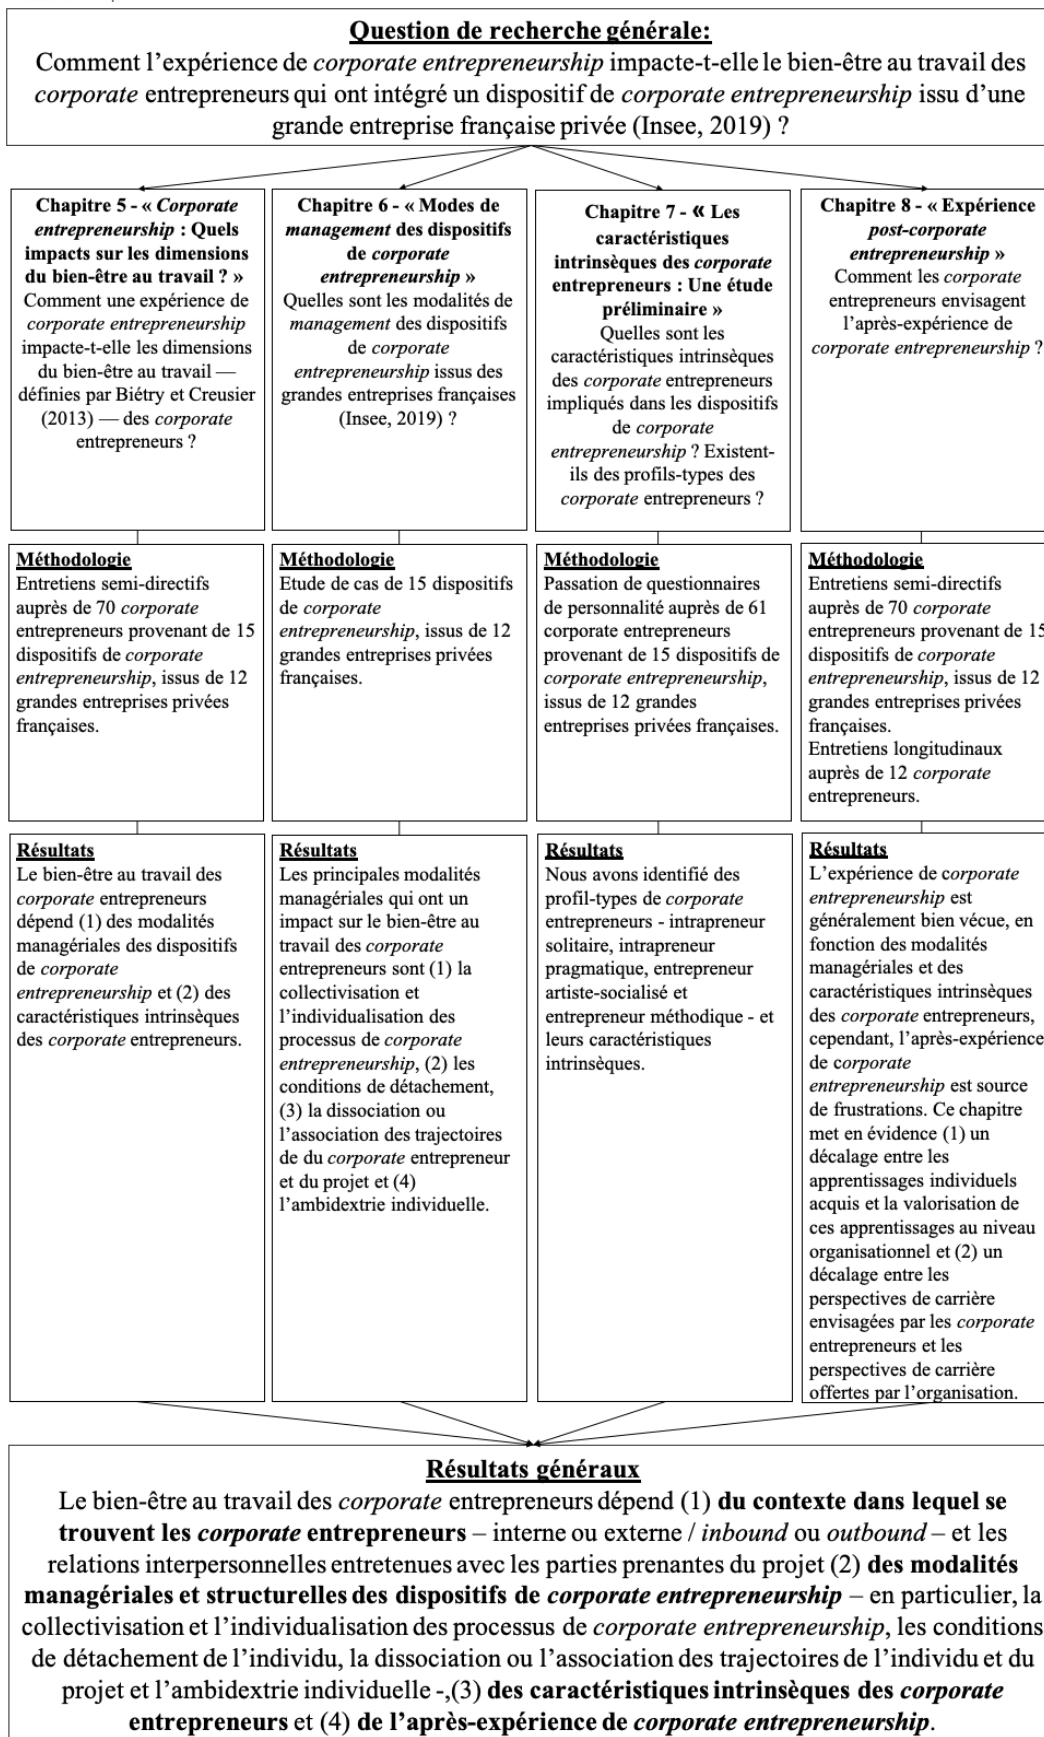 Question de recherche générale:
Comment l’expérience de corporate entrepreneurship impacte-t-elle le bien-être au travail des
corporate entrepreneurs qui ont intégré un dispositif de corporate entrepreneurship issu d’une
grande entreprise française privée (Insee, 2019) ?
Chapitre 5 - « Corporate
entrepreneurship : Quels
impacts sur les dimensions
du bien-être au travail ? »
Comment une expérience de
corporate entrepreneurship
impacte-t-elle les dimensions
du bien-être au travail —
définies par Biétry et Creusier
(2013) — des corporate
entrepreneurs ?
Chapitre 6 - « Modes de
management des dispositifs
de corporate
entrepreneurship »
Quelles sont les modalités de
management des dispositifs
de corporate
entrepreneurship issus des
grandes entreprises françaises
(Insee, 2019) ?
Chapitre 7 - « Les
caractéristiques
intrinsèques des corporate
entrepreneurs : Une étude
préliminaire »
Quelles sont les
caractéristiques intrinsèques
des corporate entrepreneurs
impliqués dans les dispositifs
de corporate
entrepreneurship ? Existent-
ils des profils-types des
corporate entrepreneurs ?
Chapitre 8 - « Expérience
post-corporate
entrepreneurship »
Comment les corporate
entrepreneurs envisagent
l’après-expérience de
corporate entrepreneurship ?
Méthodologie
Entretiens semi-directifs
auprès de 70 corporate
entrepreneurs provenant de 15
dispositifs de corporate
entrepreneurship, issus de 12
grandes entreprises privées
françaises.
Méthodologie
Etude de cas de 15 dispositifs
de corporate
entrepreneurship, issus de 12
grandes entreprises privées
françaises.
Méthodologie
Passation de questionnaires
de personnalité auprès de 61
corporate entrepreneurs
provenant de 15 dispositifs de
corporate entrepreneurship,
issus de 12 grandes
entreprises privées françaises.
Méthodologie
Entretiens semi-directifs
auprès de 70 corporate
entrepreneurs provenant de 15
dispositifs de corporate
entrepreneurship, issus de 12
grandes entreprises privées
françaises.
Entretiens longitudinaux
auprès de 12 corporate
entrepreneurs.
Résultats
Le bien-être au travail des
corporate entrepreneurs
dépend (1) des modalités
managériales des dispositifs
de corporate
entrepreneurship et (2) des
caractéristiques intrinsèques
des corporate entrepreneurs.
Résultats
Les principales modalités
managériales qui ont un
impact sur le bien-être au
travail des corporate
entrepreneurs sont (1) la
collectivisation et
l’individualisation des
processus de corporate
entrepreneurship, (2) les
conditions de détachement,
(3) la dissociation ou
l’association des trajectoires
de du corporate entrepreneur
et du projet et (4)
l’ambidextrie individuelle.
Résultats
Nous avons identifié des
profil-types de corporate
entrepreneurs - intrapreneur
solitaire, intrapreneur
pragmatique, entrepreneur
artiste-socialisé et
entrepreneur méthodique - et
leurs caractéristiques
intrinsèques.
Résultats
L’expérience de corporate
entrepreneurship est
généralement bien vécue, en
fonction des modalités
managériales et des
caractéristiques intrinsèques
des corporate entrepreneurs,
cependant, l’après-expérience
de corporate
entrepreneurship est source
de frustrations. Ce chapitre
met en évidence (1) un
décalage entre les
apprentissages individuels
acquis et la valorisation de
ces apprentissages au niveau
organisationnel et (2) un
décalage entre les
perspectives de carrière
envisagées par les corporate
entrepreneurs et les
perspectives de carrière
offertes par l’organisation.
Résultats généraux
Le bien-être au travail des corporate entrepreneurs dépend (1) du contexte dans lequel se
trouvent les corporate entrepreneurs – interne ou externe / inbound ou outbound – et les
relations interpersonnelles entretenues avec les parties prenantes du projet (2) des modalités
managériales et structurelles des dispositifs de corporate entrepreneurship – en particulier, la
collectivisation et l’individualisation des processus de corporate entrepreneurship, les conditions
de détachement de l’individu, la dissociation ou l’association des trajectoires de l’individu et du
projet et l’ambidextrie individuelle -,(3) des caractéristiques intrinsèques des corporate
entrepreneurs et (4) de l’après-expérience de corporate entrepreneurship.